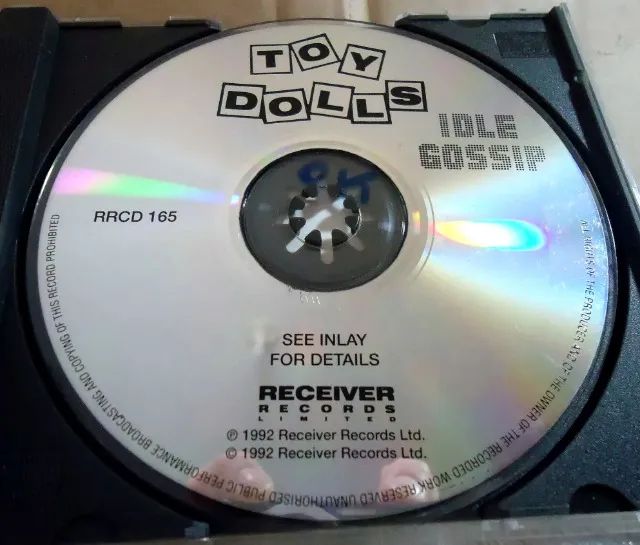 TOY
DOLLS
IDLE
GOSSIP
OK
RRCD 165
SEE INLAY
FOR DETAILS
RECEIVER
RECORDS
LIMITED
℗ 1992 Receiver Records Ltd.
© 1992 Receiver Records Ltd.
ALL RIGHTS OF THE PRODUCER AND OF THE OWNER OF THE RECORDED WORK RESERVED UNAUTHORISED PUBLIC PERFORMANCE BROADCASTING AND COPYING OF THIS RECORD PROHIBITED